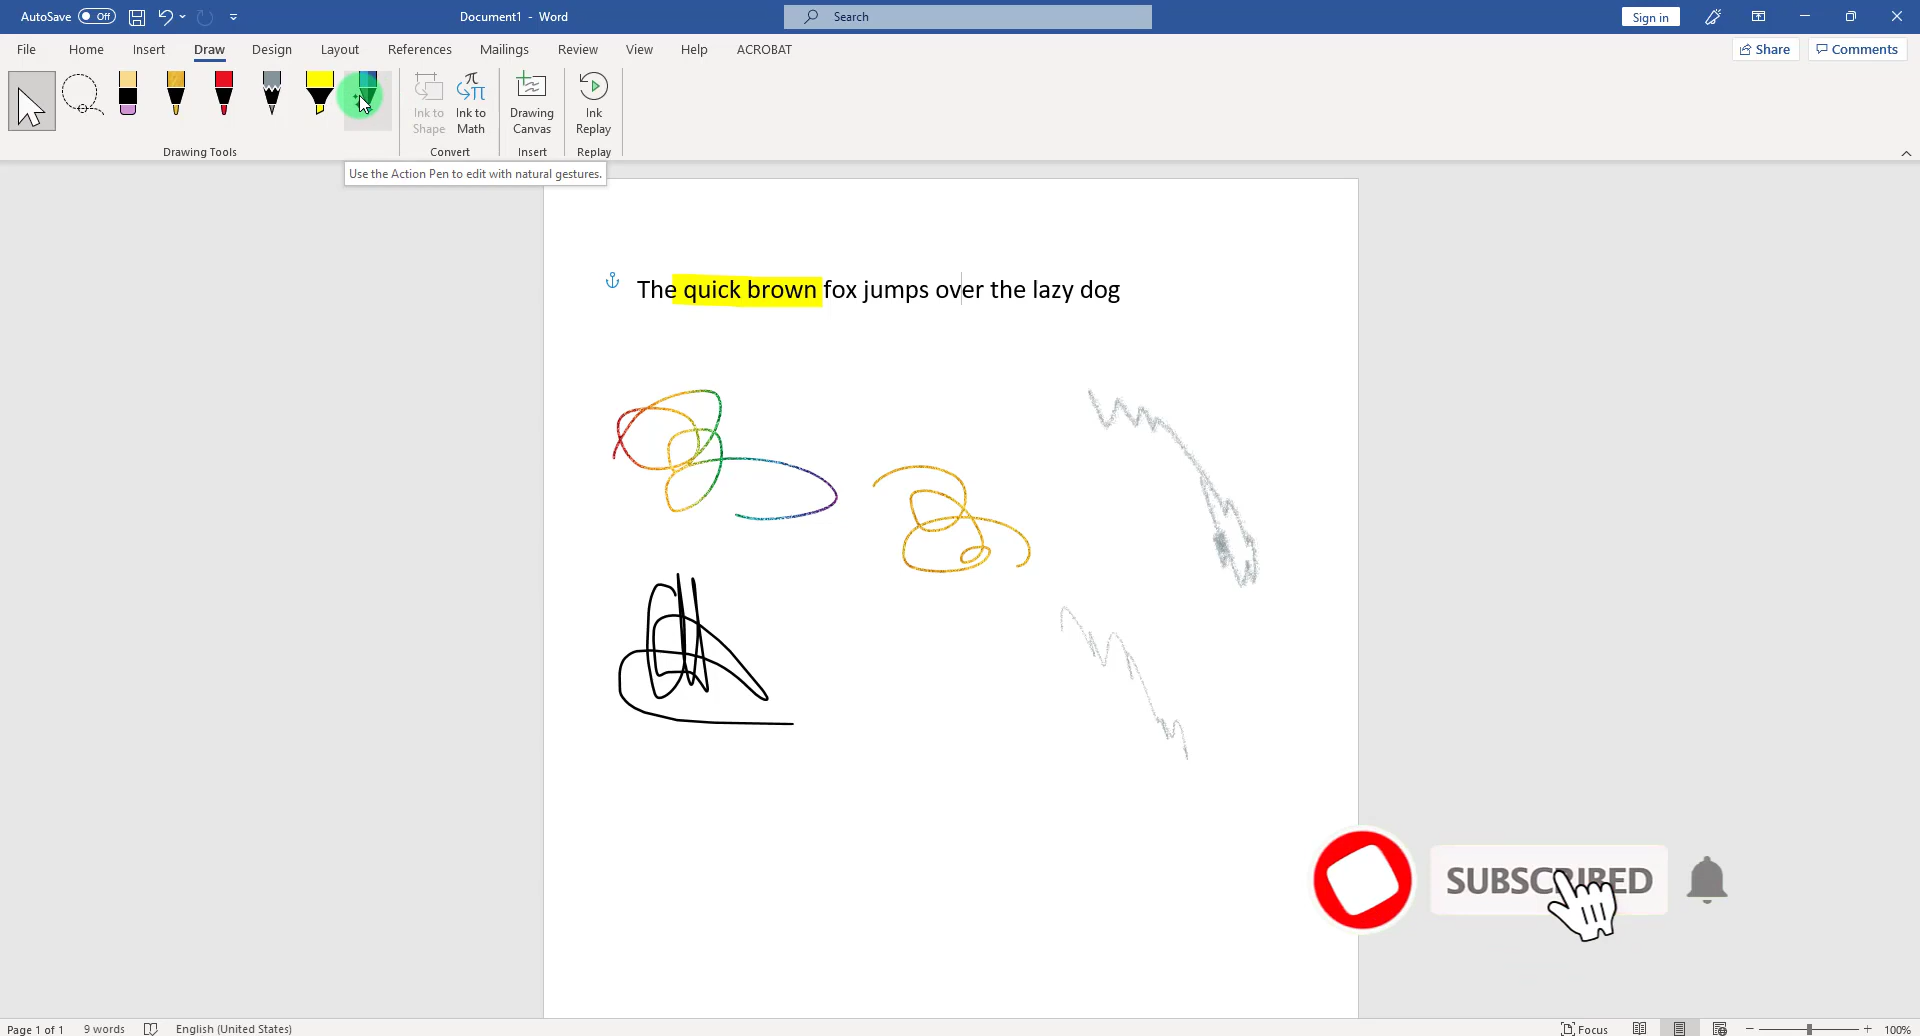 AutoSave Off Document1 - Word Search Sign in
File Home Insert Draw Design Layout References Mailings Review View Help ACROBAT Share Comments
Ink to Shape
Ink to Math
Drawing Canvas
Ink Replay
Drawing Tools Convert Insert Replay
Use the Action Pen to edit with natural gestures.
The quick brown fox jumps over the lazy dog
SUBSCRIBED
Page 1 of 1 9 words English (United States) Focus 100%